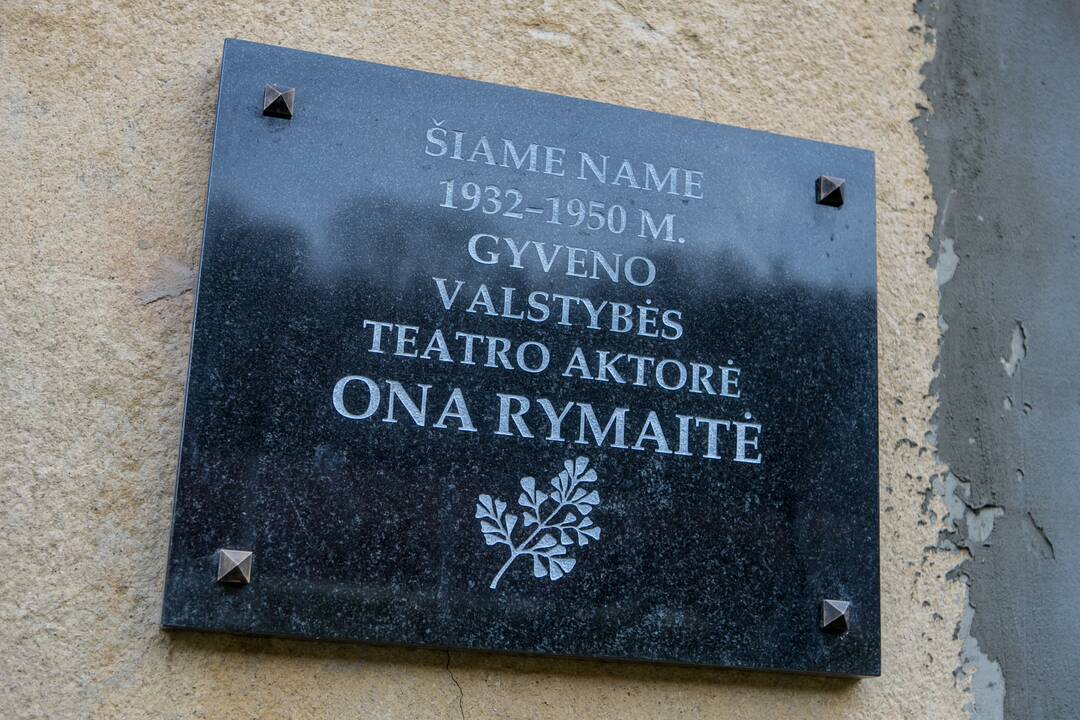 ŠIAME NAME
1932–1950 M.
GYVENO
VALSTYBĖS
TEATRO AKTORĖ
ONA RYMAITĖ